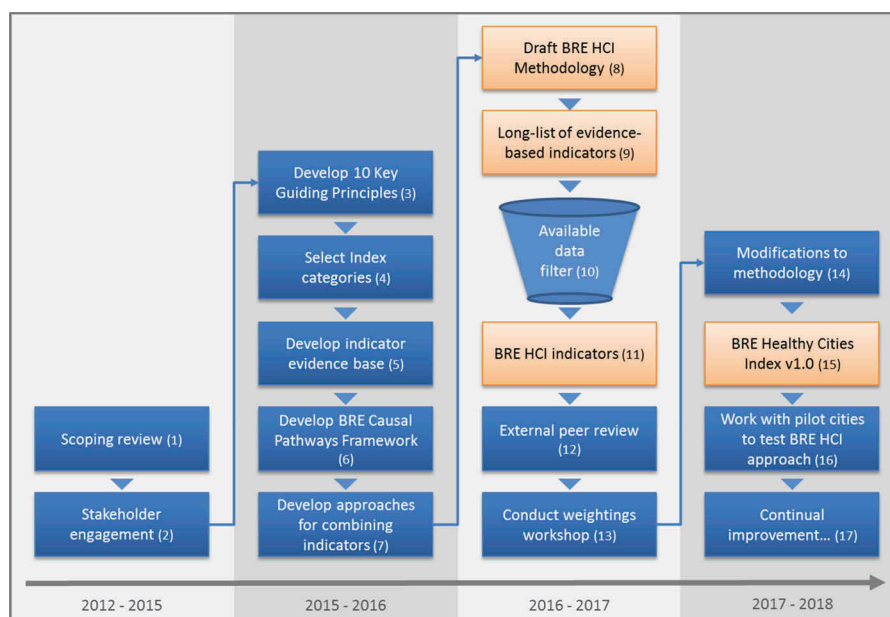 Scoping review (1)
Stakeholder
engagement (2)
Develop 10 Key
Guiding Principles (3)
Select Index
categories (4)
Develop indicator
evidence base (5)
Develop BRE Causal
Pathways Framework
(6)
Develop approaches
for combining
indicators (7)
Draft BRE HCI
Methodology (8)
Long-list of evidence-
based indicators (9)
Available
data
filter (10)
BRE HCI indicators (11)
External peer review
(12)
Conduct weightings
workshop (13)
Modifications to
methodology (14)
BRE Healthy Cities
Index v1.0 (15)
Work with pilot cities
to test BRE HCI
approach (16)
Continual
improvement... (17)
2012 - 2015
2015 - 2016
2016 - 2017
2017 - 2018